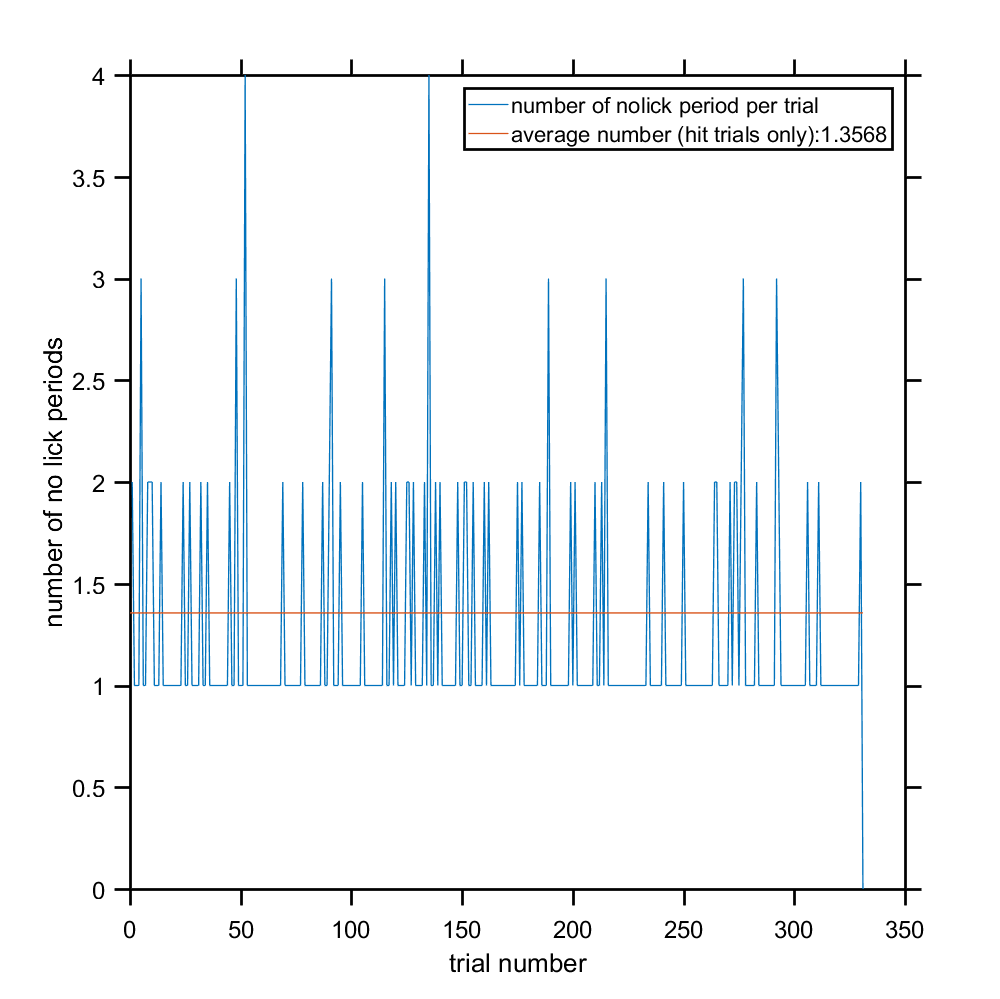 number of nolick period per trial
average number (hit trials only):1.3568
4
3.5
3
2.5
2
1.5
1
0.5
0
number of no lick periods
0 50 100 150 200 250 300 350
trial number